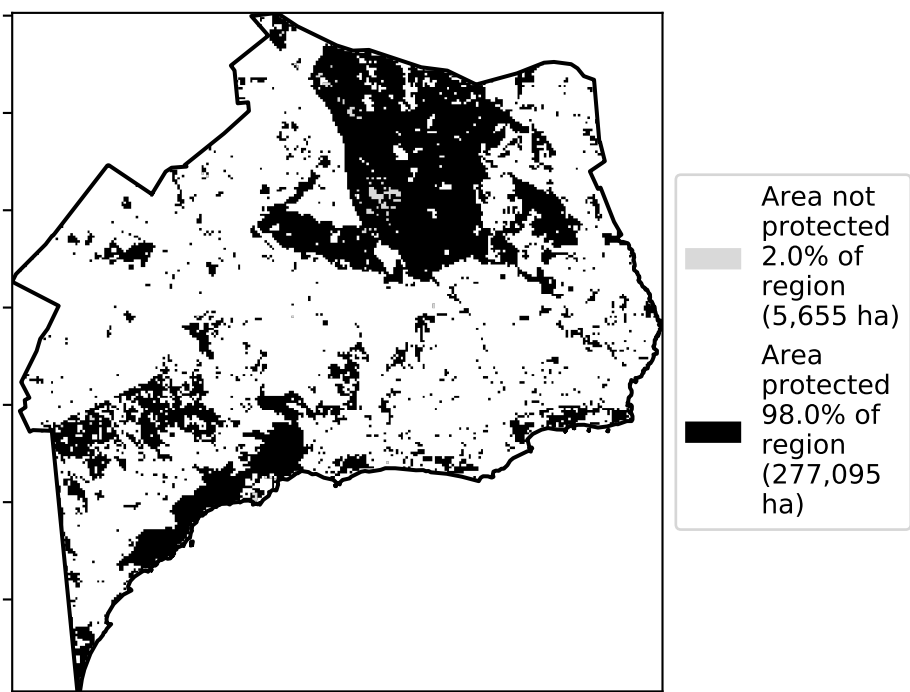 Area not
protected
2.0% of
region
(5,655 ha)
Area
protected
98.0% of
region
(277,095
ha)